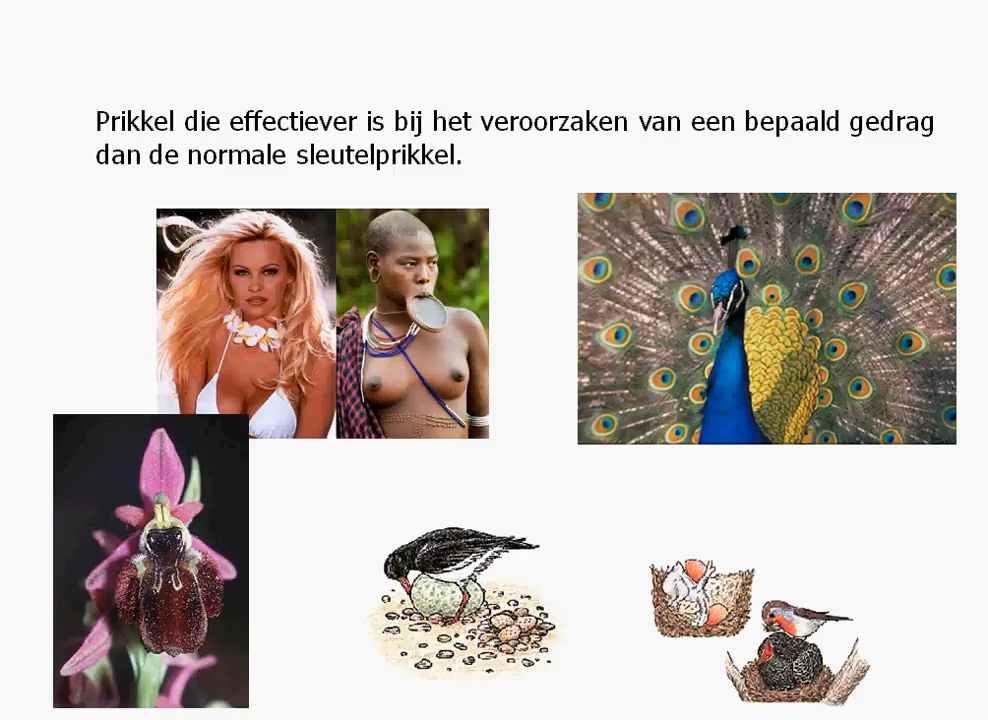 Prikkel die effectiever is bij het veroorzaken van een bepaald gedrag
dan de normale sleutelprikkel.